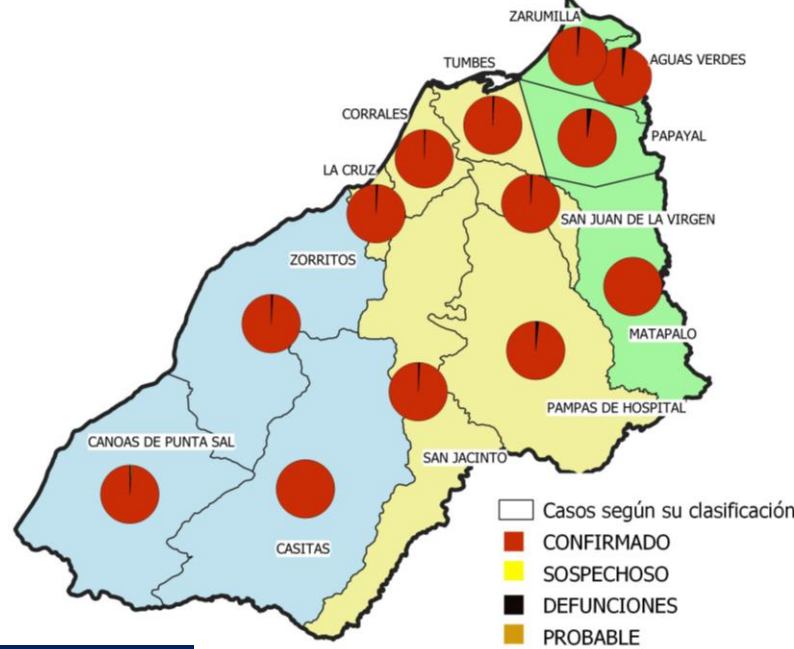 ZARUMILLA
AGUAS VERDES
TUMBES
CORRALES
PAPAYAL
LA CRUZ
SAN JUAN DE LA VIRGEN
ZORRITOS
MATAPALO
PAMPAS DE HOSPITAL
CANOAS DE PUNTA SAL
SAN JACINTO
CASITAS
Casos según su clasificación
CONFIRMADO
SOSPECHOSO
DEFUNCIONES
PROBABLE